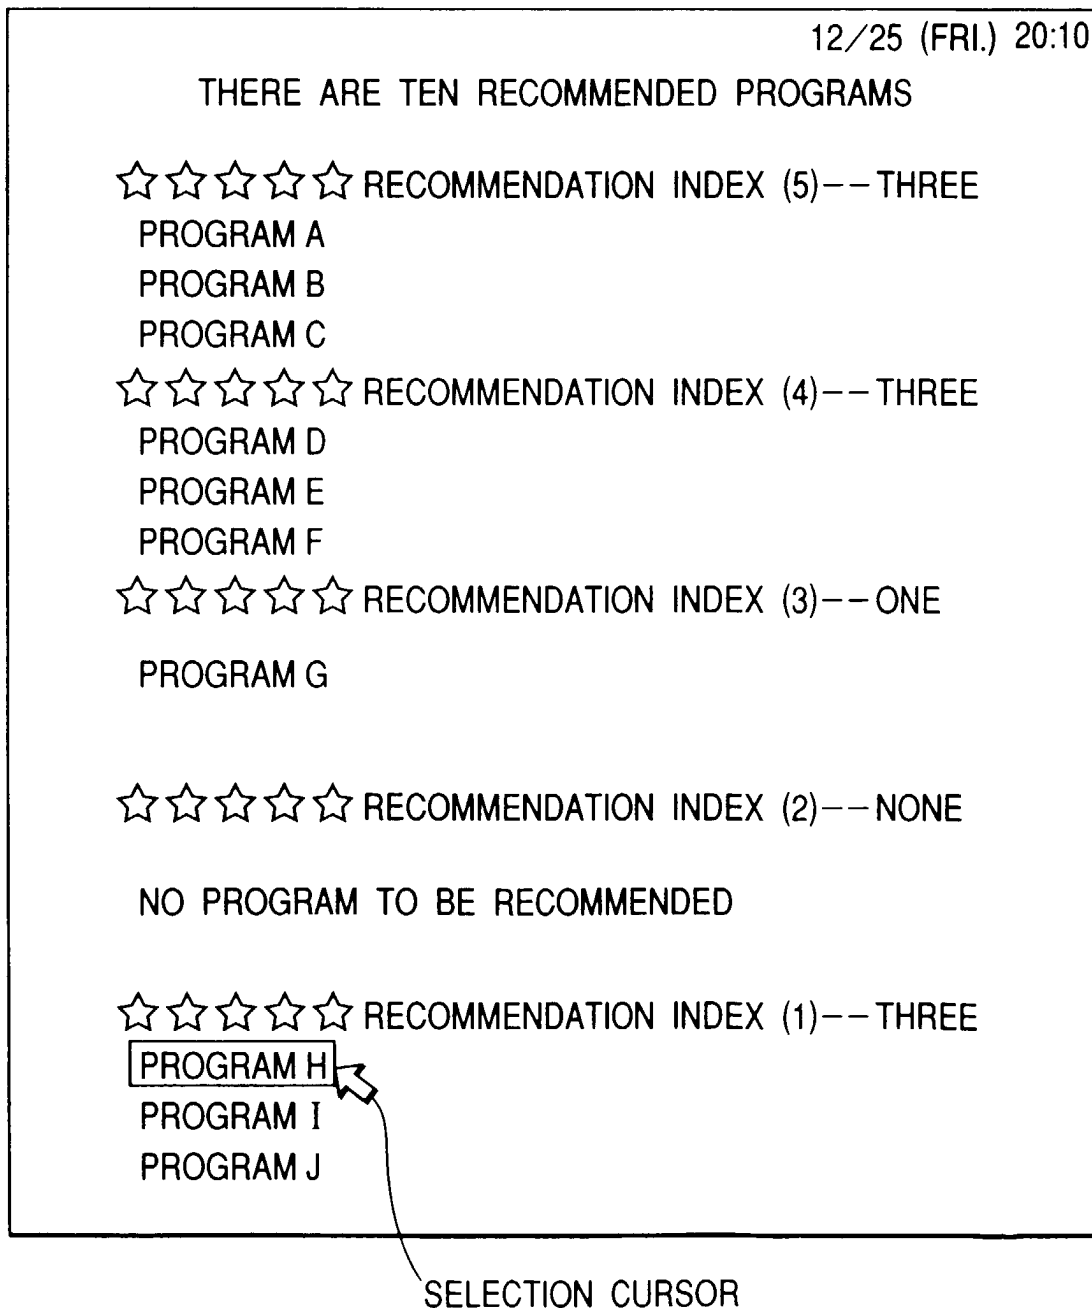 12/25 (FRI.) 20:10
THERE ARE TEN RECOMMENDED PROGRAMS
☆☆☆☆☆ RECOMMENDATION INDEX (5)--THREE
PROGRAM A
PROGRAM B
PROGRAM C
☆☆☆☆☆ RECOMMENDATION INDEX (4)--THREE
PROGRAM D
PROGRAM E
PROGRAM F
☆☆☆☆☆ RECOMMENDATION INDEX (3)--ONE
PROGRAM G
☆☆☆☆☆ RECOMMENDATION INDEX (2)--NONE
NO PROGRAM TO BE RECOMMENDED
☆☆☆☆☆ RECOMMENDATION INDEX (1)--THREE
PROGRAM H
PROGRAM I
PROGRAM J
SELECTION CURSOR